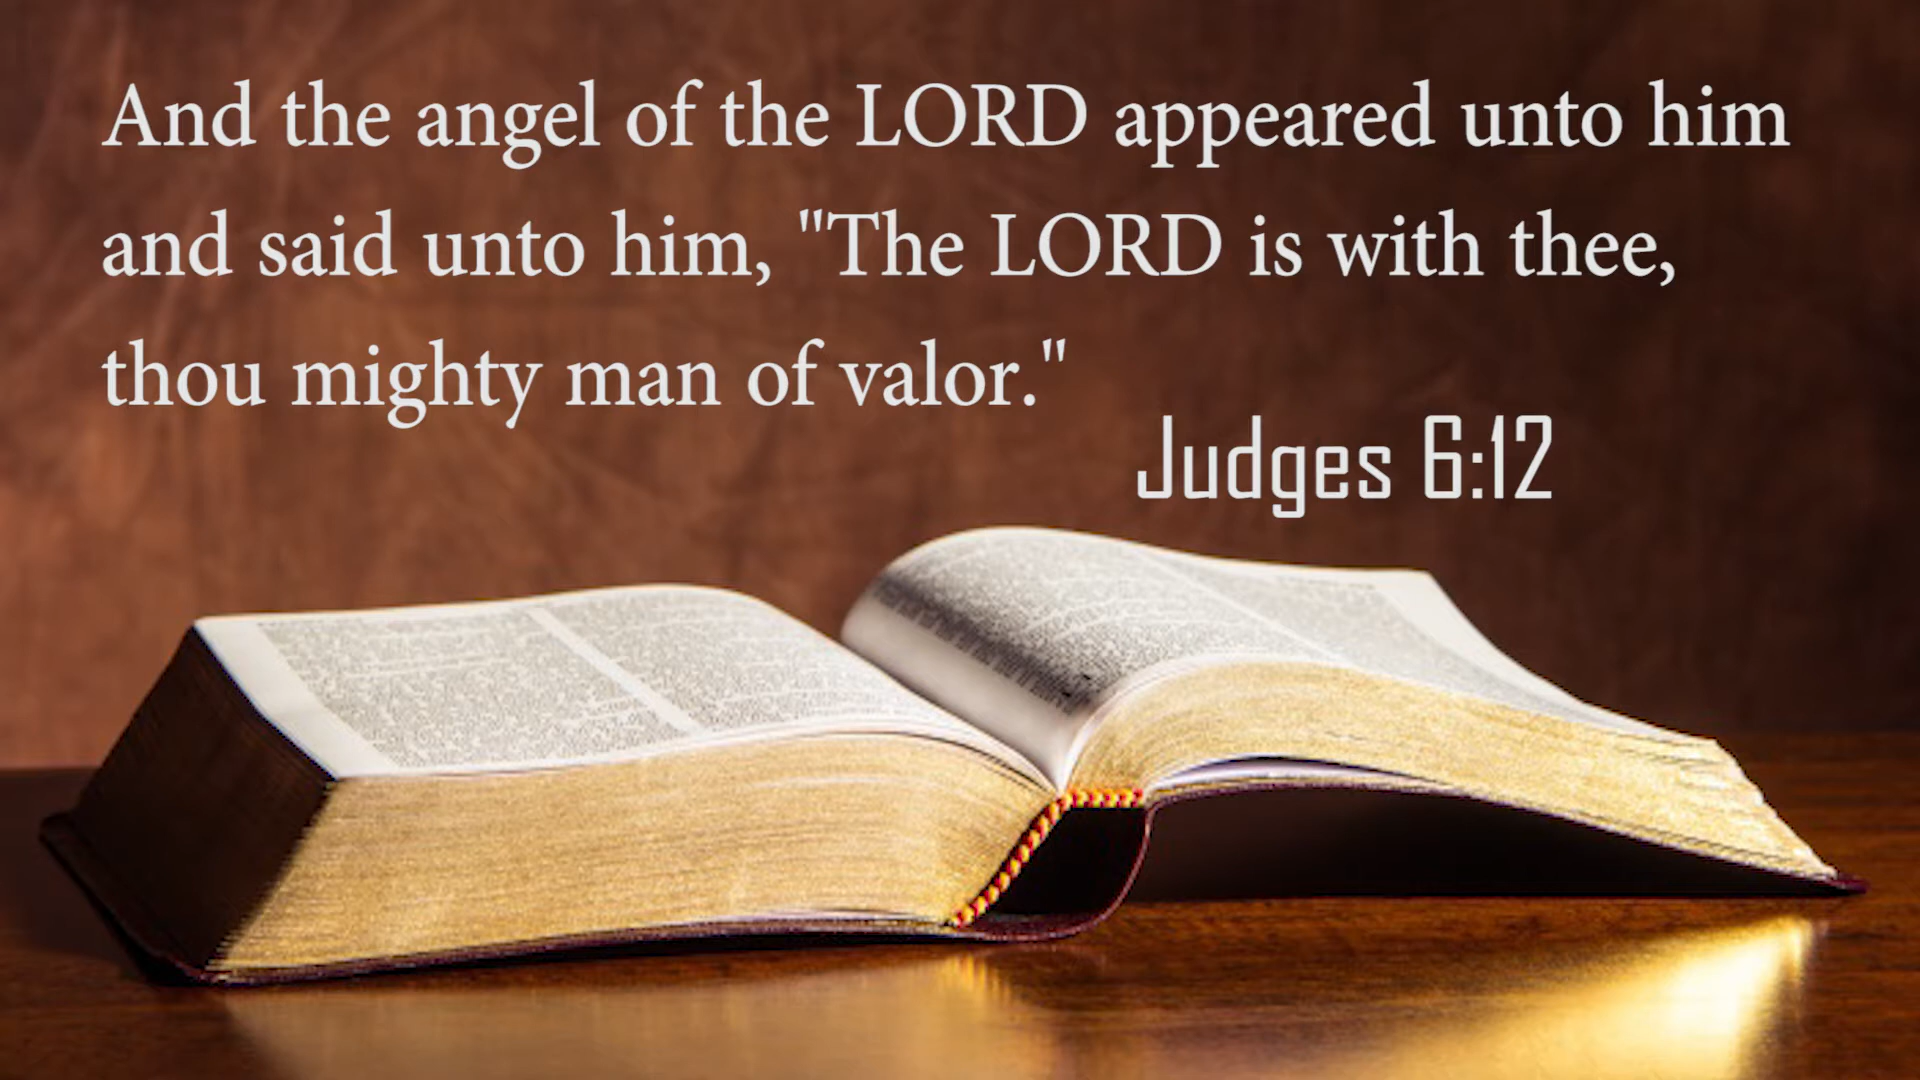 And the angel of the LORD appeared unto him
and said unto him, "The LORD is with thee,
thou mighty man of valor."
Judges 6:12